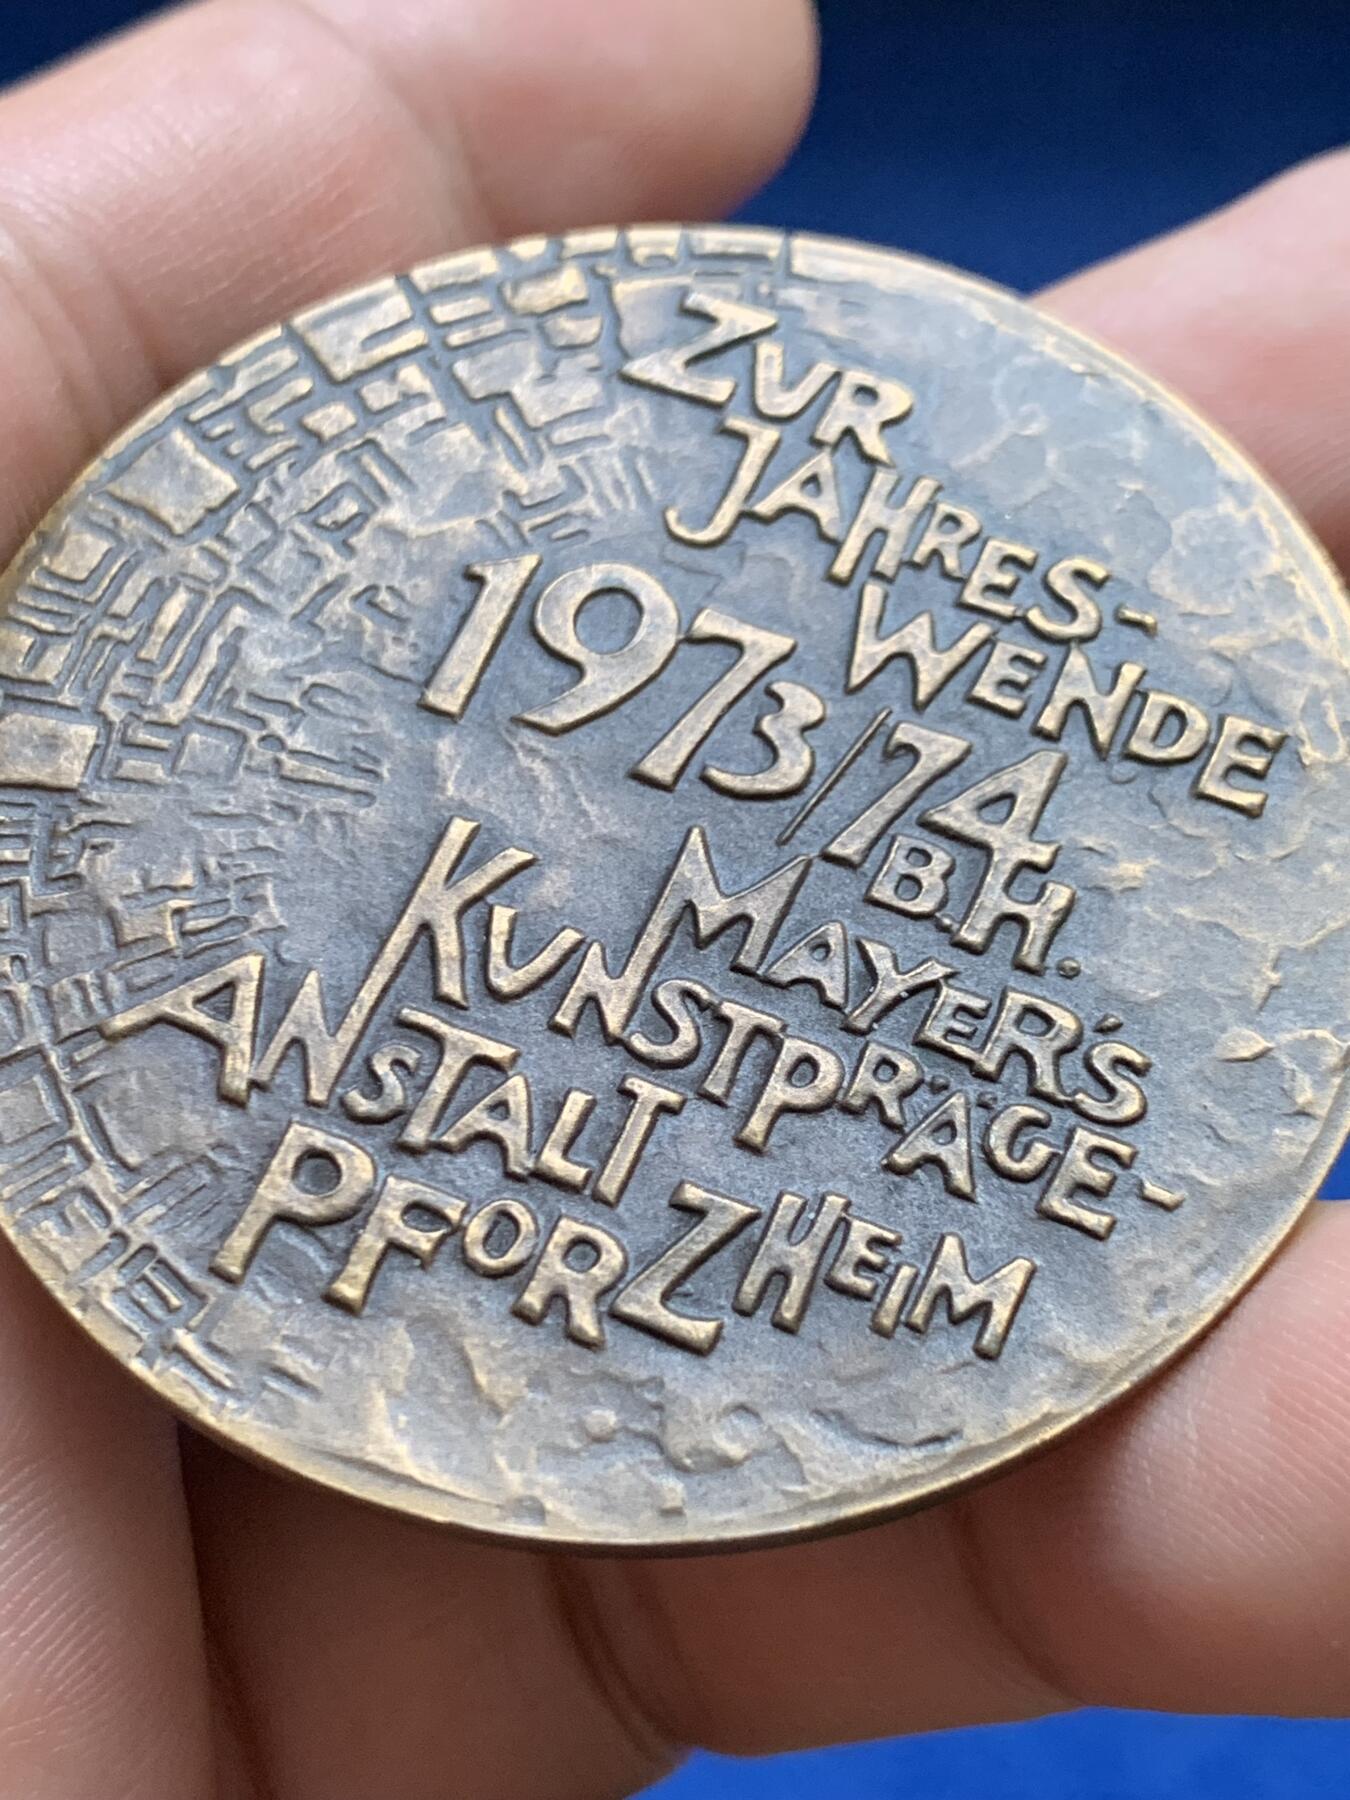 ZUR
JAHRES-
WENDE
1973/74
B.H.
MAYER'S
KUNSTPRÄGE-
ANSTALT
PFORZHEIM